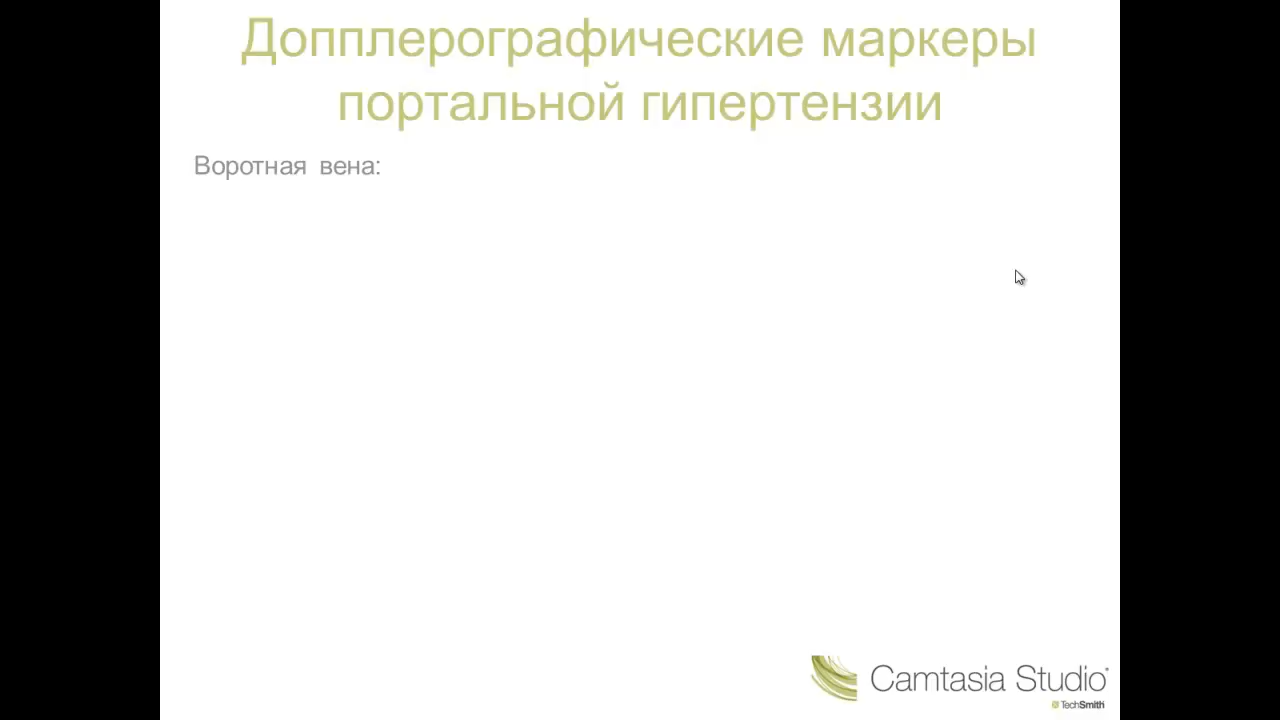 Допплерографические маркеры
портальной гипертензии
Воротная вена:
Camtasia Studio
TechSmith